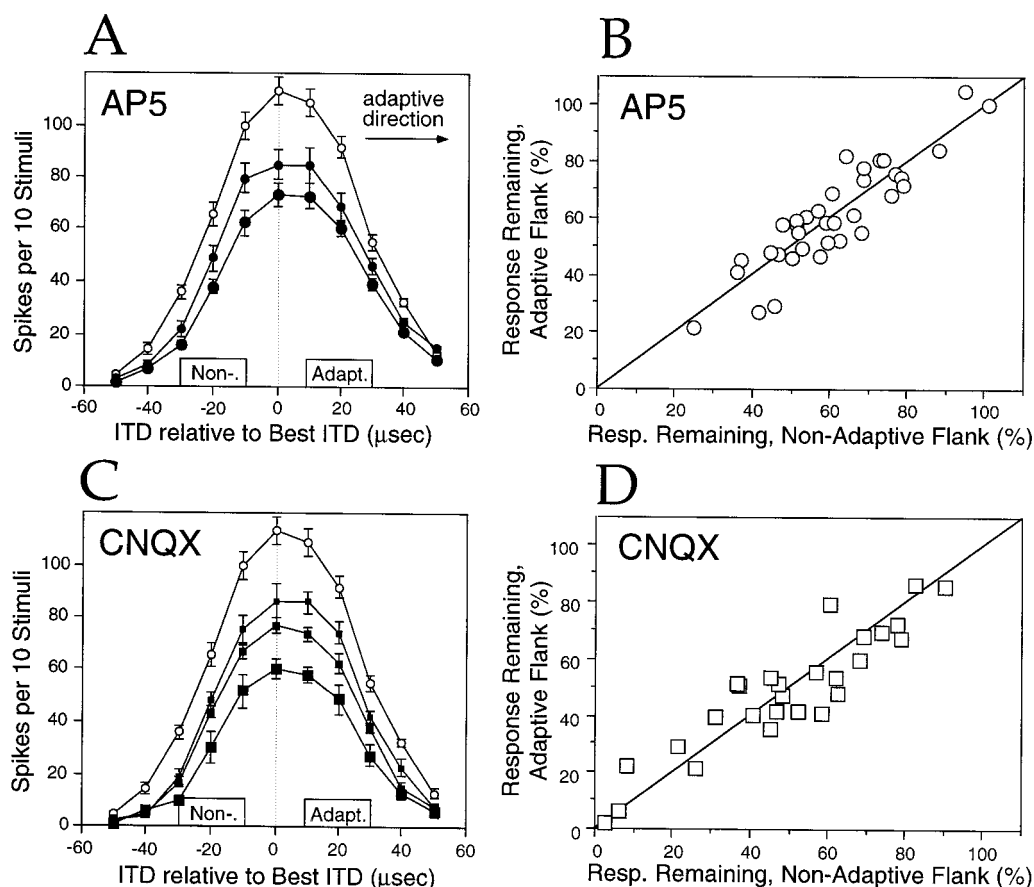 A
AP5
adaptive
direction
Spikes per 10 Stimuli
100
80
60
40
20
0
Non-.
Adapt.
-60 -40 -20 0 20 40 60
ITD relative to Best ITD (μsec)
B
AP5
Response Remaining,
Adaptive Flank (%)
100
80
60
40
20
0
0 20 40 60 80 100
Resp. Remaining, Non-Adaptive Flank (%)
C
CNQX
Spikes per 10 Stimuli
100
80
60
40
20
0
Non-.
Adapt.
-60 -40 -20 0 20 40 60
ITD relative to Best ITD (μsec)
D
CNQX
Response Remaining,
Adaptive Flank (%)
100
80
60
40
20
0
0 20 40 60 80 100
Resp. Remaining, Non-Adaptive Flank (%)